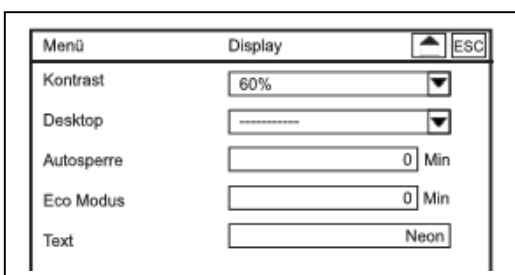 Menü Display ESC
Kontrast 60%
Desktop -----------
Autosperre 0 Min
Eco Modus 0 Min
Text Neon